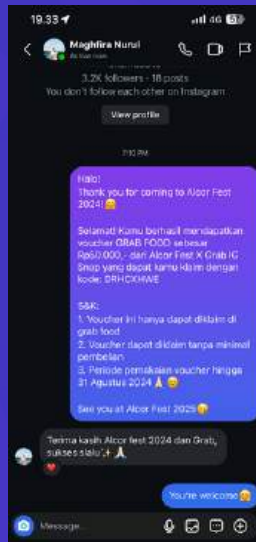 19.33
4G 57
Maghfira Nurul
Active now
3.2K followers · 18 posts
You don't follow each other on Instagram
View profile
7:10 PM
Halo!
Thank you for coming to Alcor Fest
2024!
Selamat! Kamu berhasil mendapatkan
voucher GRAB FOOD sebesar
Rp50.000,- dari Alcor Fest X Grab IG
Snap yang dapat kamu klaim dengan
kode: DRHCXHWE
S&K:
1. Voucher ini hanya dapat diklaim di
grab food
2. Voucher dapat diklaim tanpa minimal
pembelian
3. Periode pemakaian voucher hingga
31 Agustus 2024
See you at Alcor Fest 2025
Terima kasih Alcor fest 2024 dan Grab,
sukses slalu
You're welcome
Message...